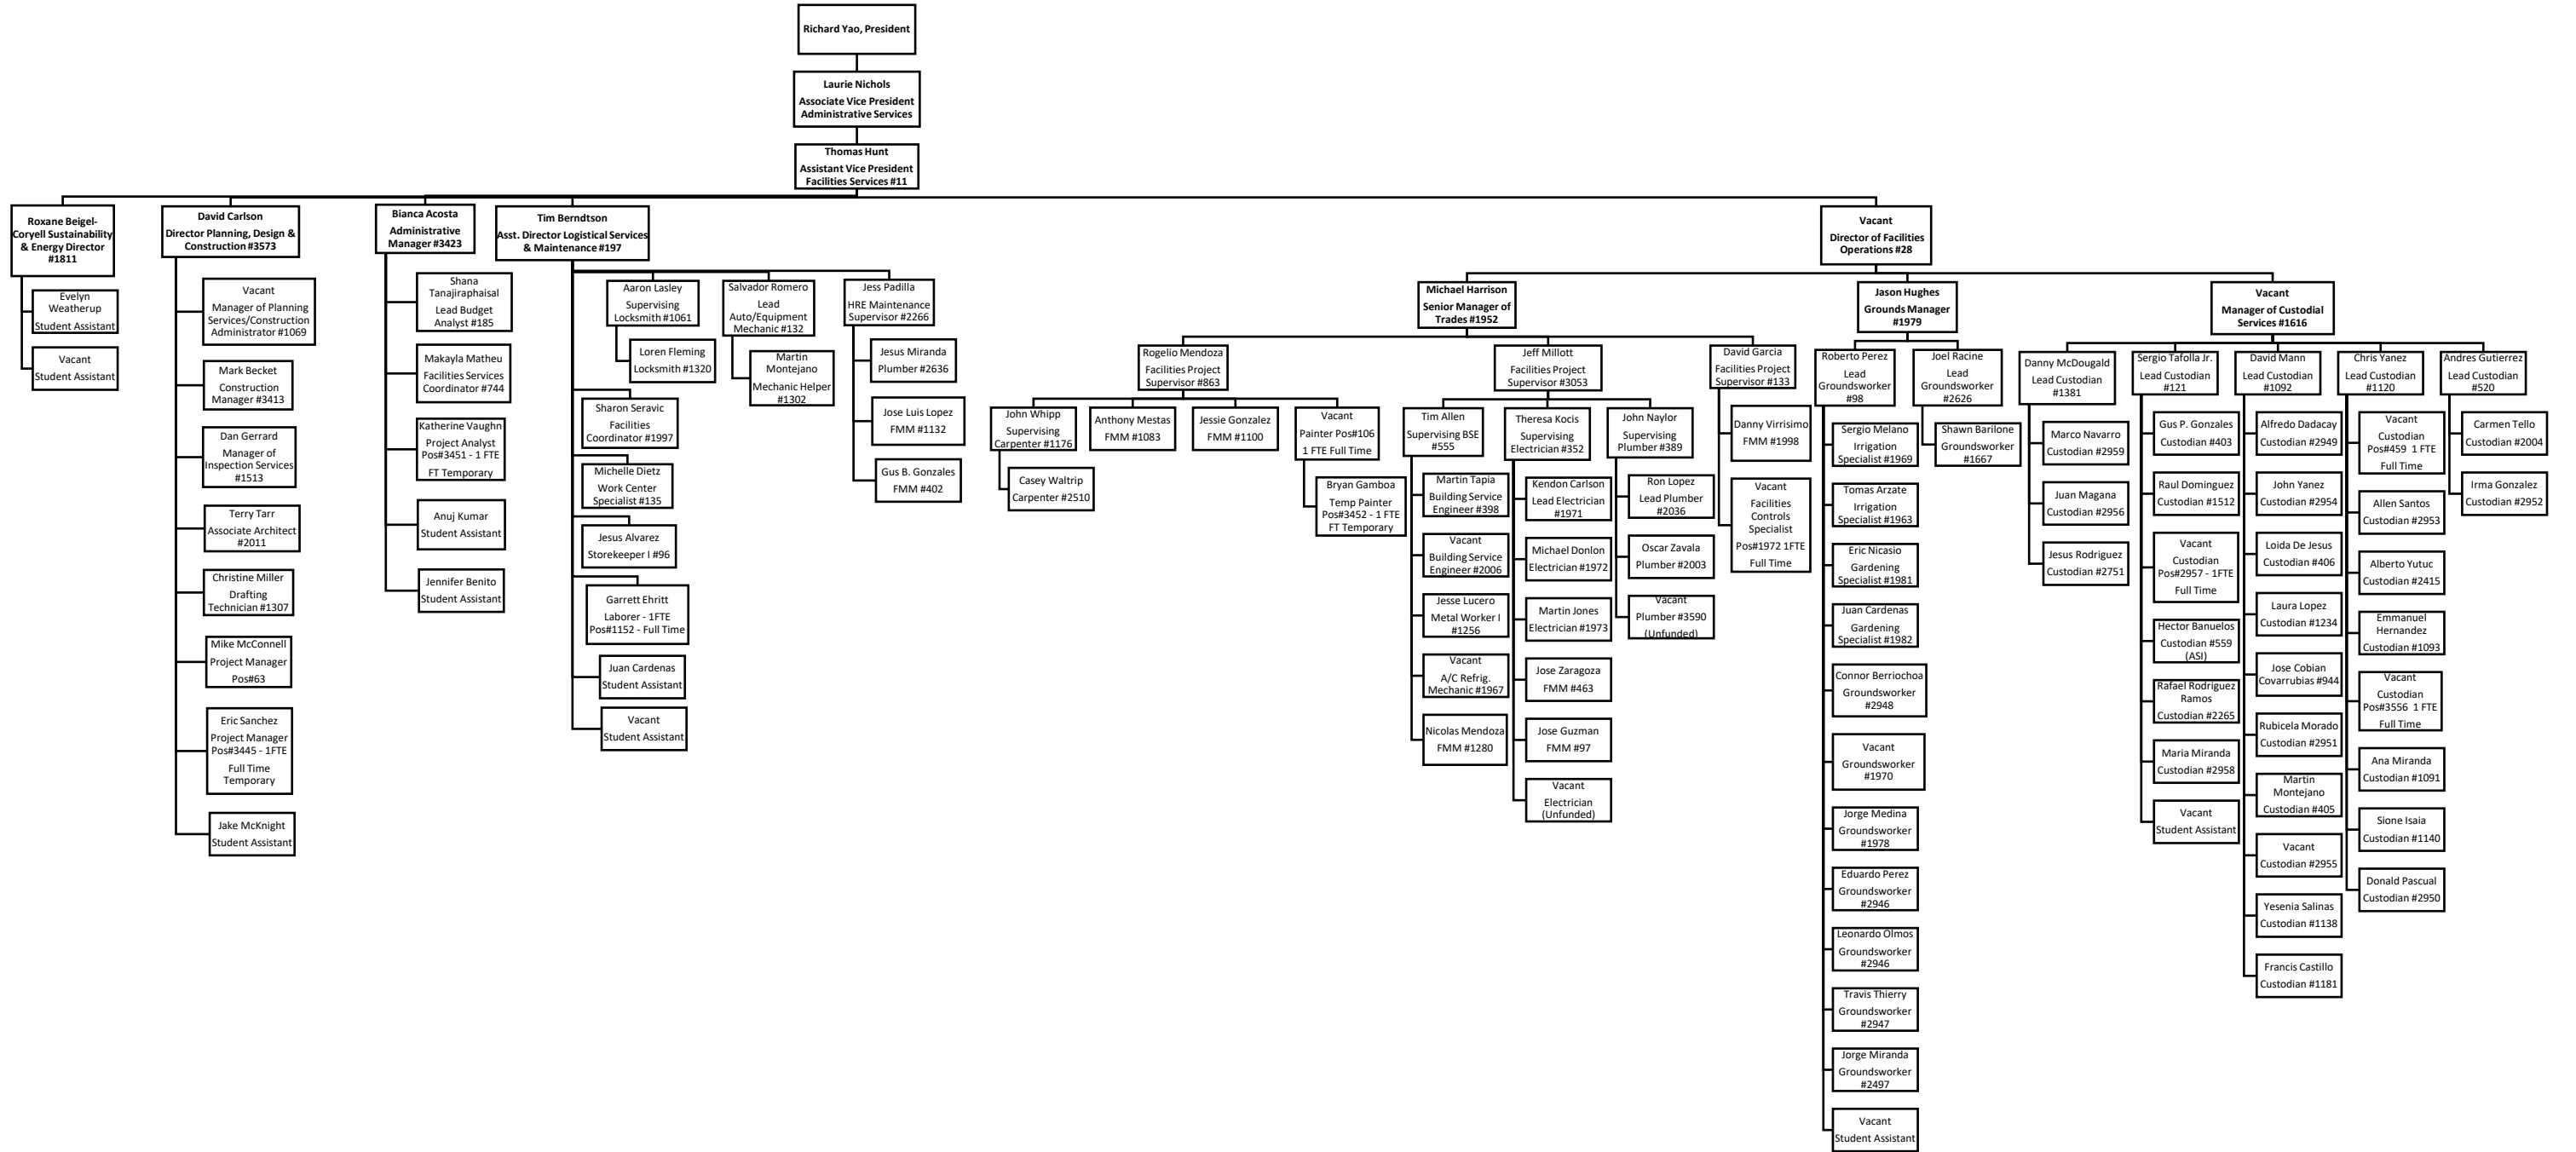 Richard Yao, President
Laurie Nichols
Associate Vice President
Administrative Services
Thomas Hunt
Assistant Vice President
Facilities Services #11
Roxane Beigel-
Coryell Sustainability
& Energy Director
#1811
Evelyn
Weatherup
Student Assistant
Vacant
Student Assistant
David Carlson
Director Planning, Design &
Construction #3573
Vacant
Manager of Planning
Services/Construction
Administrator #1069
Mark Becket
Construction
Manager #3413
Dan Gerrard
Manager of
Inspection Services
#1513
Terry Tarr
Associate Architect
#2011
Christine Miller
Drafting
Technician #1307
Mike McConnell
Project Manager
Pos#63
Eric Sanchez
Project Manager
Pos#3445 - 1FTE
Full Time
Temporary
Jake McKnight
Student Assistant
Bianca Acosta
Administrative
Manager #3423
Shana
Tanajiraphaisal
Lead Budget
Analyst #185
Makayla Matheu
Facilities Services
Coordinator #744
Katherine Vaughn
Project Analyst
Pos#3451 - 1 FTE
FT Temporary
Anuj Kumar
Student Assistant
Jennifer Benito
Student Assistant
Tim Berndtson
Asst. Director Logistical Services
& Maintenance #197
Aaron Lasley
Supervising
Locksmith #1061
Loren Fleming
Locksmith #1320
Salvador Romero
Lead
Auto/Equipment
Mechanic #132
Martin
Montejano
Mechanic Helper
#1302
Jess Padilla
HRE Maintenance
Supervisor #2266
Jesus Miranda
Plumber #2636
Jose Luis Lopez
FMM #1132
Gus B. Gonzales
FMM #402
Sharon Seravic
Facilities
Coordinator #1997
Michelle Dietz
Work Center
Specialist #135
Jesus Alvarez
Storekeeper I #96
Garrett Ehritt
Laborer - 1FTE
Pos#1152 - Full Time
Juan Cardenas
Student Assistant
Vacant
Student Assistant
Vacant
Director of Facilities
Operations #28
Michael Harrison
Senior Manager of
Trades #1952
Rogelio Mendoza
Facilities Project
Supervisor #863
John Whipp
Supervising
Carpenter #1176
Casey Waltrip
Carpenter #2510
Anthony Mestas
FMM #1083
Jessie Gonzalez
FMM #1100
Vacant
Painter Pos#106
1 FTE Full Time
Bryan Gamboa
Temp Painter
Pos#3452 - 1 FTE
FT Temporary
Jeff Millott
Facilities Project
Supervisor #3053
Tim Allen
Supervising BSE
#555
Martin Tapia
Building Service
Engineer #398
Vacant
Building Service
Engineer #2006
Jesse Lucero
Metal Worker I
#1256
Vacant
A/C Refrig.
Mechanic #1967
Nicolas Mendoza
FMM #1280
Theresa Kocis
Supervising
Electrician #352
Kendon Carlson
Lead Electrician
#1971
Michael Donlon
Electrician #1972
Martin Jones
Electrician #1973
Jose Zaragoza
FMM #463
Jose Guzman
FMM #97
Vacant
Electrician
(Unfunded)
John Naylor
Supervising
Plumber #389
Ron Lopez
Lead Plumber
#2036
Oscar Zavala
Plumber #2003
Vacant
Plumber #3590
(Unfunded)
David Garcia
Facilities Project
Supervisor #133
Danny Virrisimo
FMM #1998
Vacant
Facilities
Controls
Specialist
Pos#1972 1FTE
Full Time
Jason Hughes
Grounds Manager
#1979
Roberto Perez
Lead
Groundsworker
#98
Sergio Melano
Irrigation
Specialist #1969
Tomas Arzate
Irrigation
Specialist #1963
Eric Nicasio
Gardening
Specialist #1981
Juan Cardenas
Gardening
Specialist #1982
Connor Berriochoa
Groundsworker
#2948
Vacant
Groundsworker
#1970
Jorge Medina
Groundsworker
#1978
Eduardo Perez
Groundsworker
#2946
Leonardo Olmos
Groundsworker
#2946
Travis Thierry
Groundsworker
#2947
Jorge Miranda
Groundsworker
#2497
Vacant
Student Assistant
Joel Racine
Lead
Groundsworker
#2626
Shawn Barilone
Groundsworker
#1667
Vacant
Manager of Custodial
Services #1616
Danny McDougald
Lead Custodian
#1381
Marco Navarro
Custodian #2959
Juan Magana
Custodian #2956
Jesus Rodriguez
Custodian #2751
Sergio Tafolla Jr.
Lead Custodian
#121
Gus P. Gonzales
Custodian #403
Raul Dominguez
Custodian #1512
Vacant
Custodian
Pos#2957 - 1FTE
Full Time
Hector Banuelos
Custodian #559
(ASI)
Rafael Rodriguez
Ramos
Custodian #2265
Maria Miranda
Custodian #2958
Vacant
Student Assistant
David Mann
Lead Custodian
#1092
Alfredo Dadacay
Custodian #2949
John Yanez
Custodian #2954
Loida De Jesus
Custodian #406
Laura Lopez
Custodian #1234
Jose Cobian
Covarrubias #944
Rubicela Morado
Custodian #2951
Martin
Montejano
Custodian #405
Vacant
Custodian #2955
Yesenia Salinas
Custodian #1138
Francis Castillo
Custodian #1181
Chris Yanez
Lead Custodian
#1120
Vacant
Custodian
Pos#459 1 FTE
Full Time
Allen Santos
Custodian #2953
Alberto Yutuc
Custodian #2415
Emmanuel
Hernandez
Custodian #1093
Vacant
Custodian
Pos#3556 1 FTE
Full Time
Ana Miranda
Custodian #1091
Sione Isaia
Custodian #1140
Donald Pascual
Custodian #2950
Andres Gutierrez
Lead Custodian
#520
Carmen Tello
Custodian #2004
Irma Gonzalez
Custodian #2952